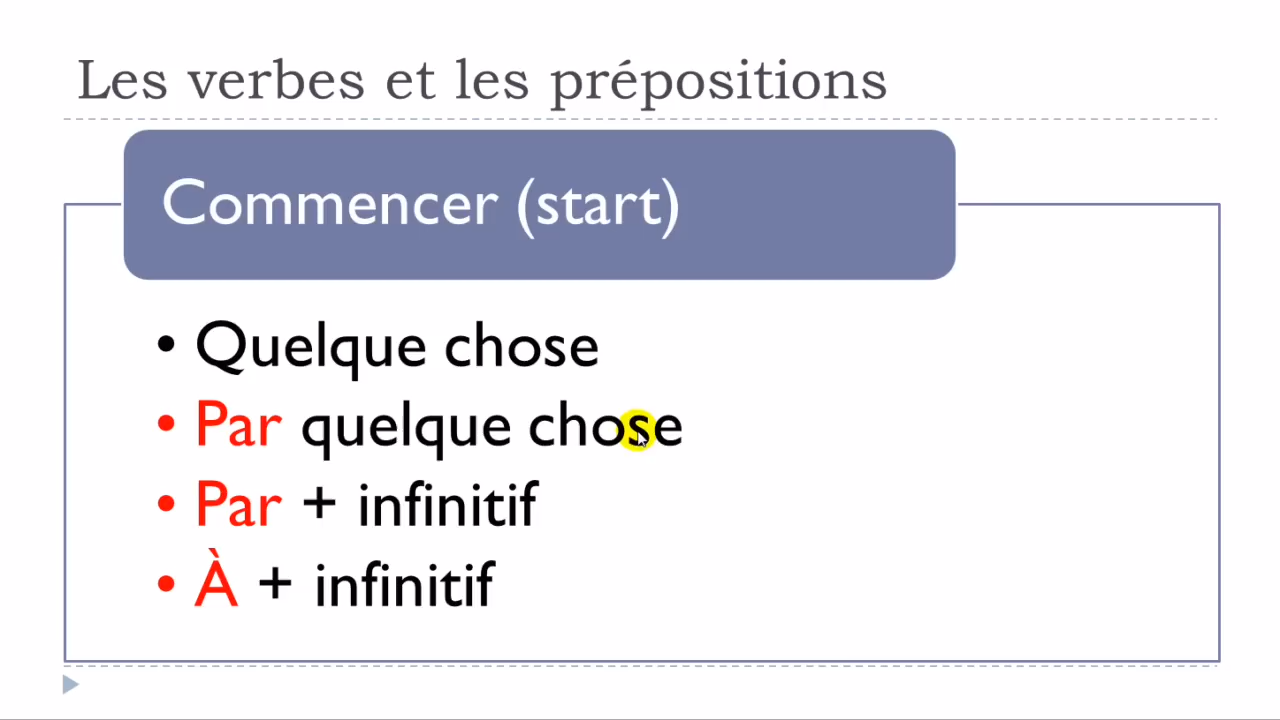 Les verbes et les prépositions
Commencer (start)
• Quelque chose
• Par quelque chose
• Par + infinitif
• À + infinitif